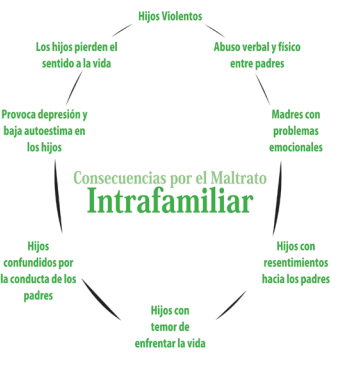 Hijos Violentos
Los hijos pierden el
sentido a la vida
Abuso verbal y físico
entre padres
Provoca depresión y
baja autoestima en
los hijos
Madres con
problemas
emocionales
Consecuencias por el Maltrato
Intrafamiliar
Hijos
confundidos por
la conducta de los
padres
Hijos con
resentimientos
hacia los padres
Hijos con
temor de
enfrentar la vida